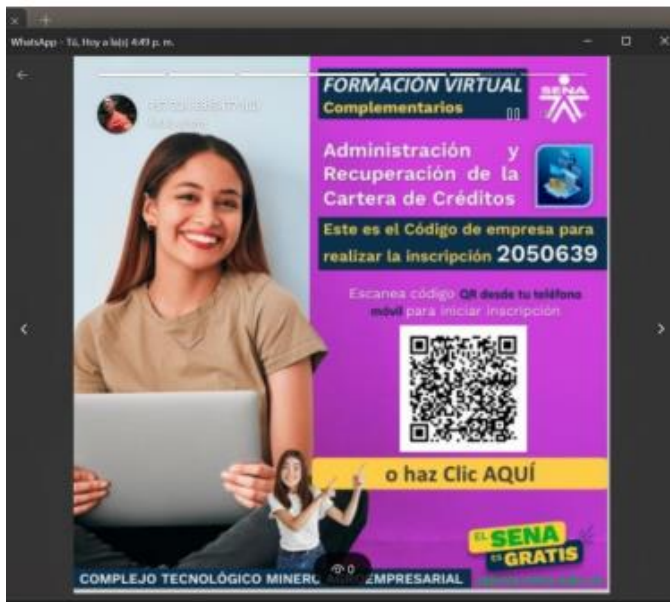 WhatsApp - Tú, Hoy a la(s) 4:49 p. m.
FORMACIÓN VIRTUAL
Complementarios
SENA
Administración y
Recuperación de la
Cartera de Créditos
Este es el Código de empresa para
realizar la inscripción 2050639
Escanea código QR desde tu teléfono
móvil para iniciar inscripción
o haz Clic AQUÍ
EL SENA
ES GRATIS
0
COMPLEJO TECNOLÓGICO MINERO EMPRESARIAL